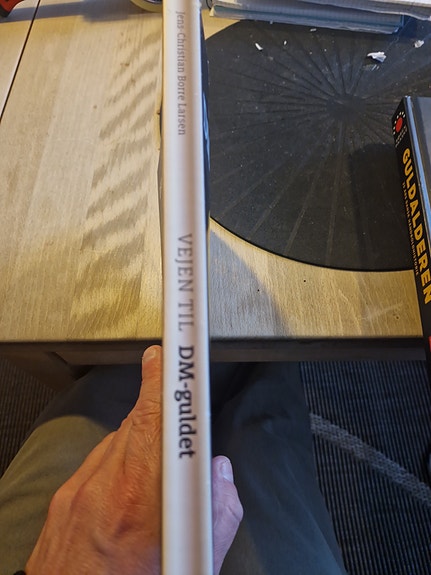 Jens Christian Borre Larsen
VEJEN TIL DM-guldet
GULDALDEREN